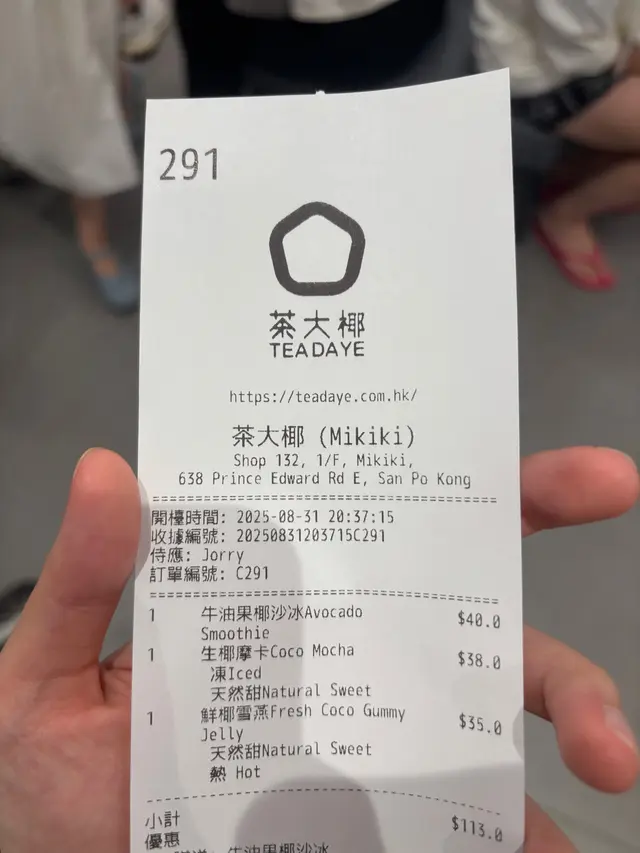 291
茶大椰
TEADAYE
https://teadaye.com.hk/
茶大椰 (Mikiki)
Shop 132, 1/F, Mikiki,
638 Prince Edward Rd E, San Po Kong
開檯時間: 2025-08-31 20:37:15
收據編號: 20250831203715C291
侍應: Jorry
訂單編號: C291
1 牛油果椰沙冰Avocado Smoothie $40.0
1 生椰摩卡Coco Mocha $38.0
凍Iced
天然甜Natural Sweet
1 鮮椰雪燕Fresh Coco Gummy Jelly $35.0
天然甜Natural Sweet
熱 Hot
小計 $113.0
優惠
牛油果椰沙冰